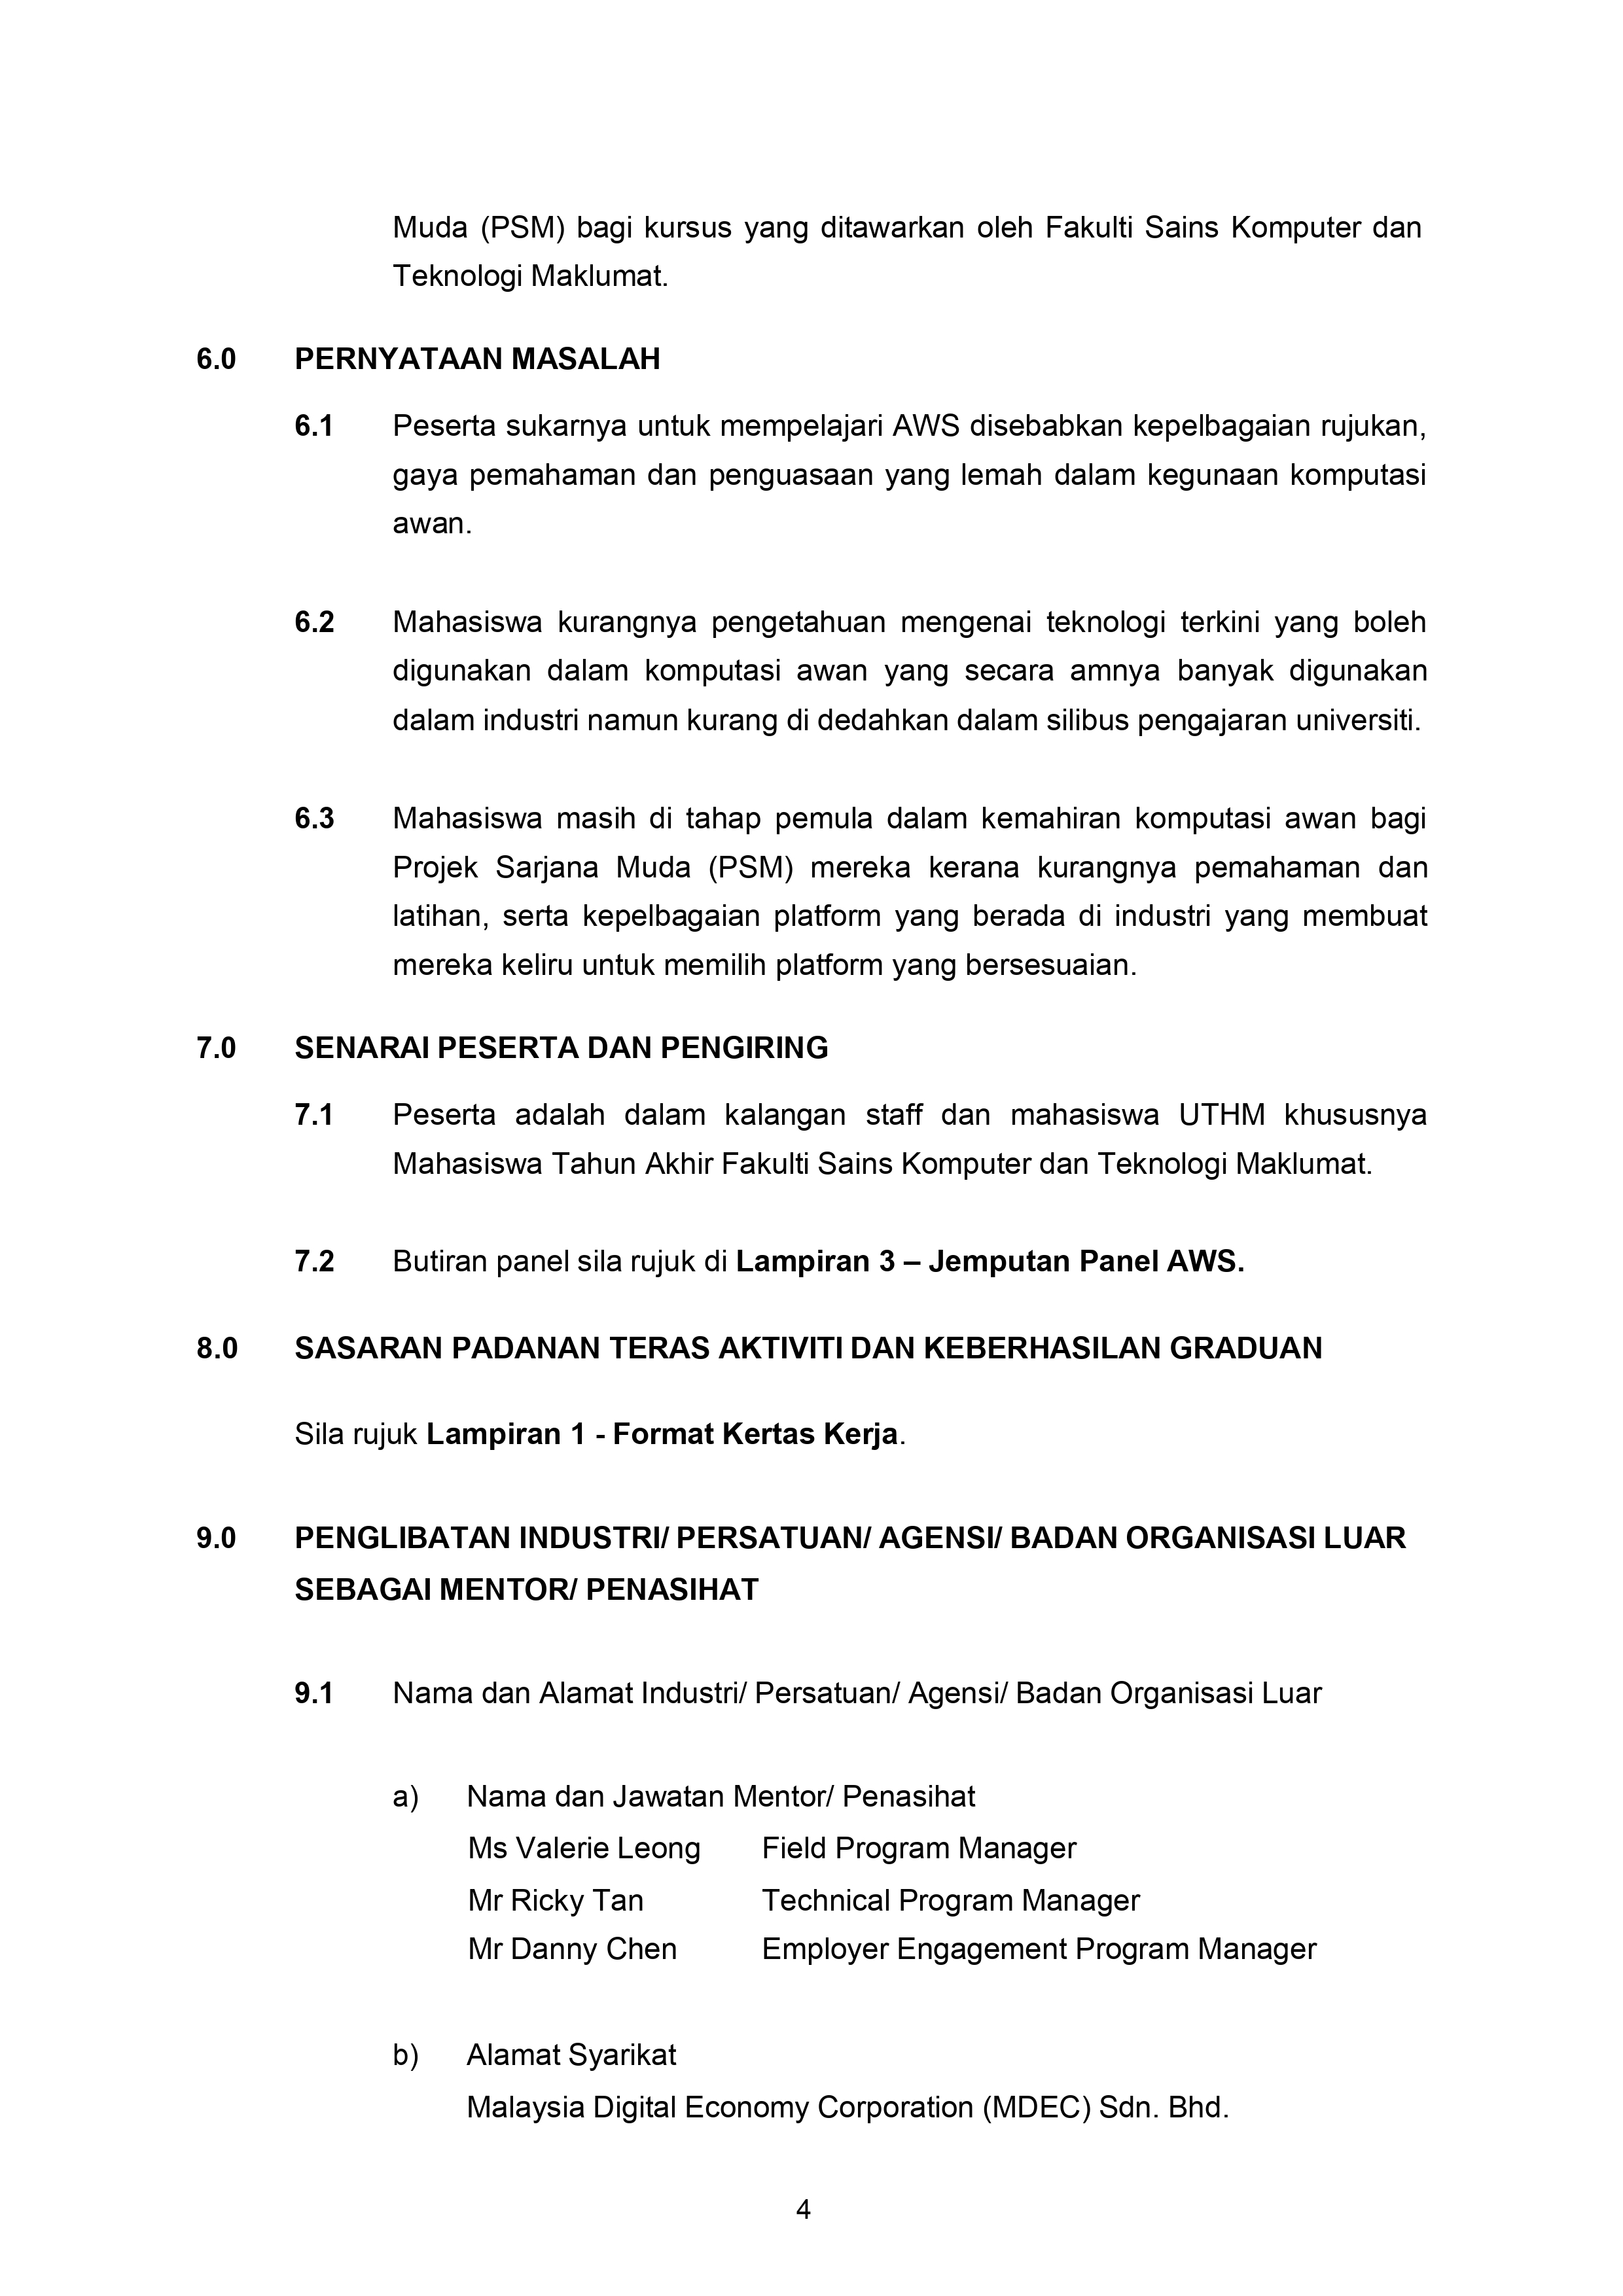 Muda (PSM) bagi kursus yang ditawarkan oleh Fakulti Sains Komputer dan
Teknologi Maklumat.
6.0 PERNYATAAN MASALAH
6.1 Peserta sukarnya untuk mempelajari AWS disebabkan kepelbagaian rujukan,
gaya pemahaman dan penguasaan yang lemah dalam kegunaan komputasi
awan.
6.2 Mahasiswa kurangnya pengetahuan mengenai teknologi terkini yang boleh
digunakan dalam komputasi awan yang secara amnya banyak digunakan
dalam industri namun kurang di dedahkan dalam silibus pengajaran universiti.
6.3 Mahasiswa masih di tahap pemula dalam kemahiran komputasi awan bagi
Projek Sarjana Muda (PSM) mereka kerana kurangnya pemahaman dan
latihan, serta kepelbagaian platform yang berada di industri yang membuat
mereka keliru untuk memilih platform yang bersesuaian.
7.0 SENARAI PESERTA DAN PENGIRING
7.1 Peserta adalah dalam kalangan staff dan mahasiswa UTHM khususnya
Mahasiswa Tahun Akhir Fakulti Sains Komputer dan Teknologi Maklumat.
7.2 Butiran panel sila rujuk di Lampiran 3 – Jemputan Panel AWS.
8.0 SASARAN PADANAN TERAS AKTIVITI DAN KEBERHASILAN GRADUAN
Sila rujuk Lampiran 1 - Format Kertas Kerja.
9.0 PENGLIBATAN INDUSTRI/ PERSATUAN/ AGENSI/ BADAN ORGANISASI LUAR
SEBAGAI MENTOR/ PENASIHAT
9.1 Nama dan Alamat Industri/ Persatuan/ Agensi/ Badan Organisasi Luar
a) Nama dan Jawatan Mentor/ Penasihat
Ms Valerie Leong Field Program Manager
Mr Ricky Tan Technical Program Manager
Mr Danny Chen Employer Engagement Program Manager
b) Alamat Syarikat
Malaysia Digital Economy Corporation (MDEC) Sdn. Bhd.
4